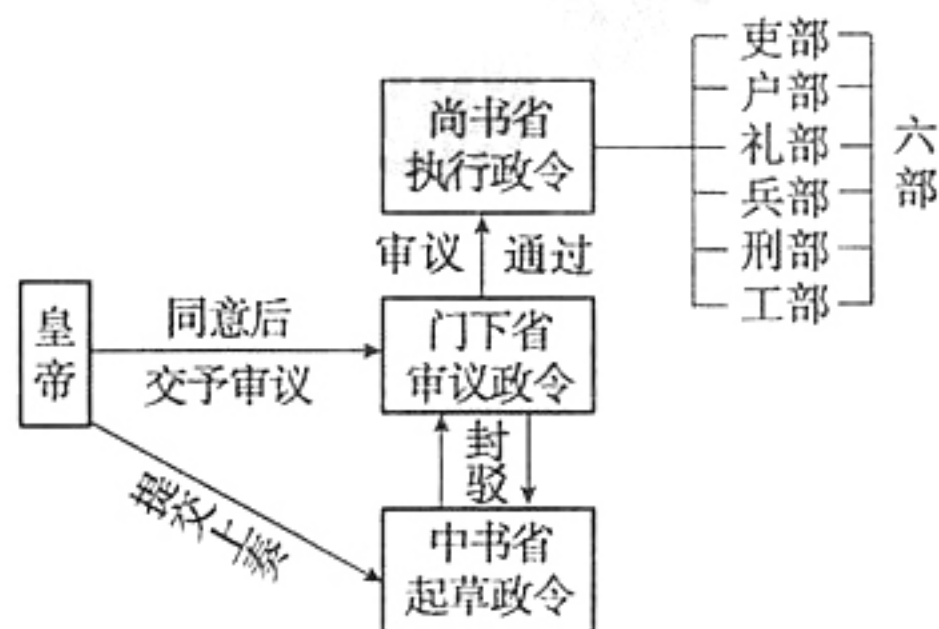 尚书省
执行政令
吏部
户部
礼部
兵部
刑部
工部
六部
审议 通过
皇帝
同意后
交予审议
门下省
审议政令
封驳
提交上奏
中书省
起草政令